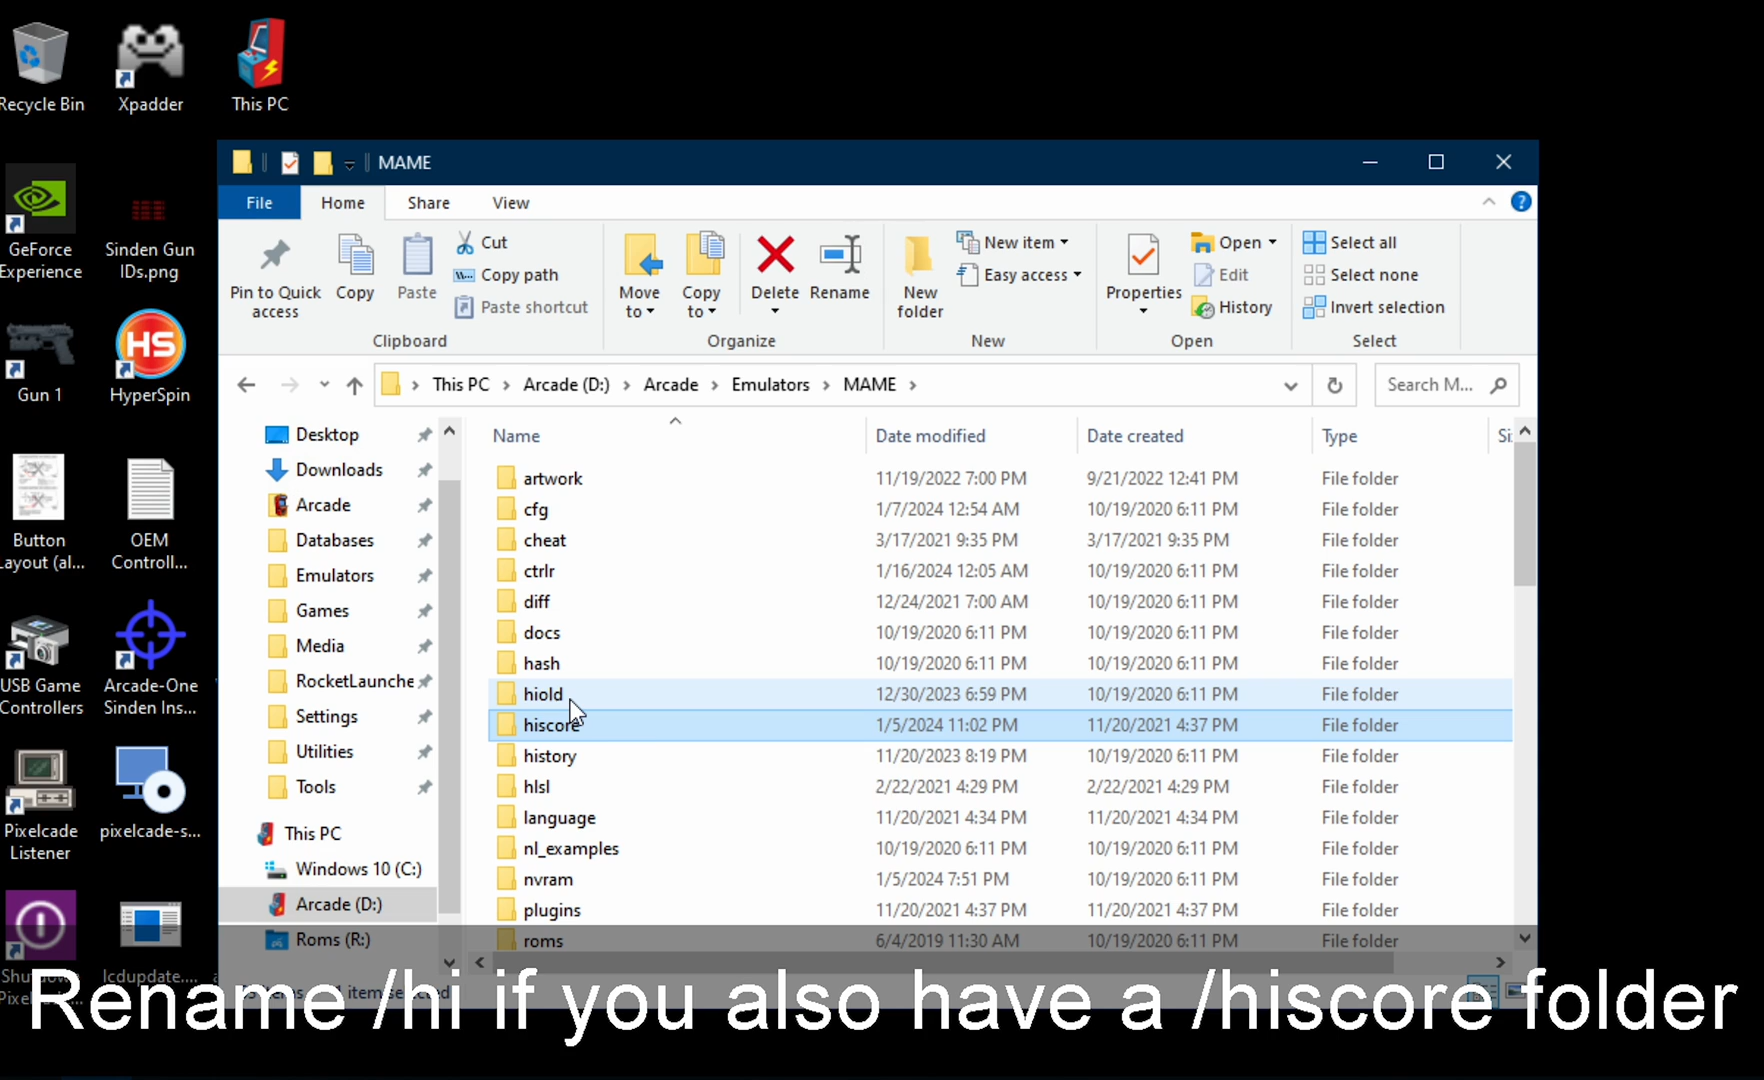 Recycle Bin
Xpadder
This PC
GeForce
Experience
Sinden Gun
IDs.png
Gun 1
HS
HyperSpin
Button
Layout (al...
OEM
Controll...
USB Game
Controllers
Arcade-One
Sinden Ins...
Pixelcade
Listener
pixelcade-s...
lcdupdate....
MAME
File Home Share View
Pin to Quick
access
Copy
Paste
Cut
Copy path
Paste shortcut
Clipboard
Move
to
Copy
to
Delete
Rename
Organize
New
folder
New item
Easy access
New
Properties
Open
Edit
History
Open
Select all
Select none
Invert selection
Select
This PC > Arcade (D:) > Arcade > Emulators > MAME >
Search M...
Desktop
Downloads
Arcade
Databases
Emulators
Games
Media
RocketLaunche
Settings
Utilities
Tools
This PC
Windows 10 (C:)
Arcade (D:)
Roms (R:)
Name Date modified Date created Type
artwork 11/19/2022 7:00 PM 9/21/2022 12:41 PM File folder
cfg 1/7/2024 12:54 AM 10/19/2020 6:11 PM File folder
cheat 3/17/2021 9:35 PM 3/17/2021 9:35 PM File folder
ctrlr 1/16/2024 12:05 AM 10/19/2020 6:11 PM File folder
diff 12/24/2021 7:00 AM 10/19/2020 6:11 PM File folder
docs 10/19/2020 6:11 PM 10/19/2020 6:11 PM File folder
hash 10/19/2020 6:11 PM 10/19/2020 6:11 PM File folder
hiold 12/30/2023 6:59 PM 10/19/2020 6:11 PM File folder
hiscore 1/5/2024 11:02 PM 11/20/2021 4:37 PM File folder
history 11/20/2023 8:19 PM 10/19/2020 6:11 PM File folder
hlsl 2/22/2021 4:29 PM 2/22/2021 4:29 PM File folder
language 11/20/2021 4:34 PM 11/20/2021 4:34 PM File folder
nl_examples 10/19/2020 6:11 PM 10/19/2020 6:11 PM File folder
nvram 1/5/2024 7:51 PM 10/19/2020 6:11 PM File folder
plugins 11/20/2021 4:37 PM 11/20/2021 4:37 PM File folder
roms 6/4/2019 11:30 AM 10/19/2020 6:11 PM File folder
1 item selected
Rename /hi if you also have a /hiscore folder